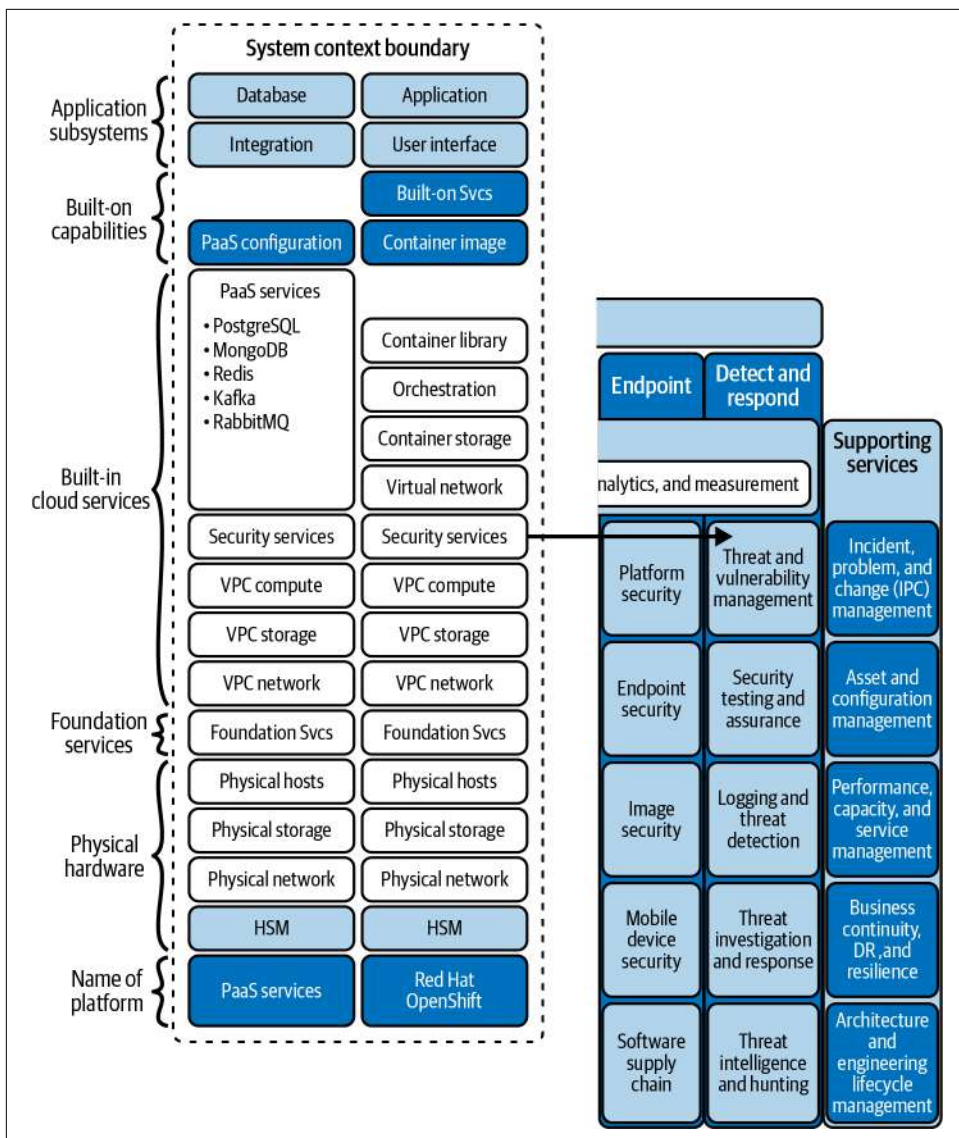 System context boundary
Application
subsystems
Database
Application
Integration
User interface
Built-on
capabilities
Built-on Svcs
PaaS configuration
Container image
Built-in
cloud services
PaaS services
• PostgreSQL
• MongoDB
• Redis
• Kafka
• RabbitMQ
Container library
Orchestration
Container storage
Virtual network
Security services
Security services
VPC compute
VPC compute
VPC storage
VPC storage
VPC network
VPC network
Foundation
services
Foundation Svcs
Foundation Svcs
Physical
hardware
Physical hosts
Physical hosts
Physical storage
Physical storage
Physical network
Physical network
HSM
HSM
Name of
platform
PaaS services
Red Hat
OpenShift
Endpoint
Detect and
respond
Supporting
services
nalytics, and measurement
Platform
security
Threat and
vulnerability
management
Incident,
problem, and
change (IPC)
management
Endpoint
security
Security
testing and
assurance
Asset and
configuration
management
Image
security
Logging and
threat
detection
Performance,
capacity, and
service
management
Mobile
device
security
Threat
investigation
and response
Business
continuity,
DR ,and
resilience
Software
supply
chain
Threat
intelligence
and hunting
Architecture
and
engineering
lifecycle
management